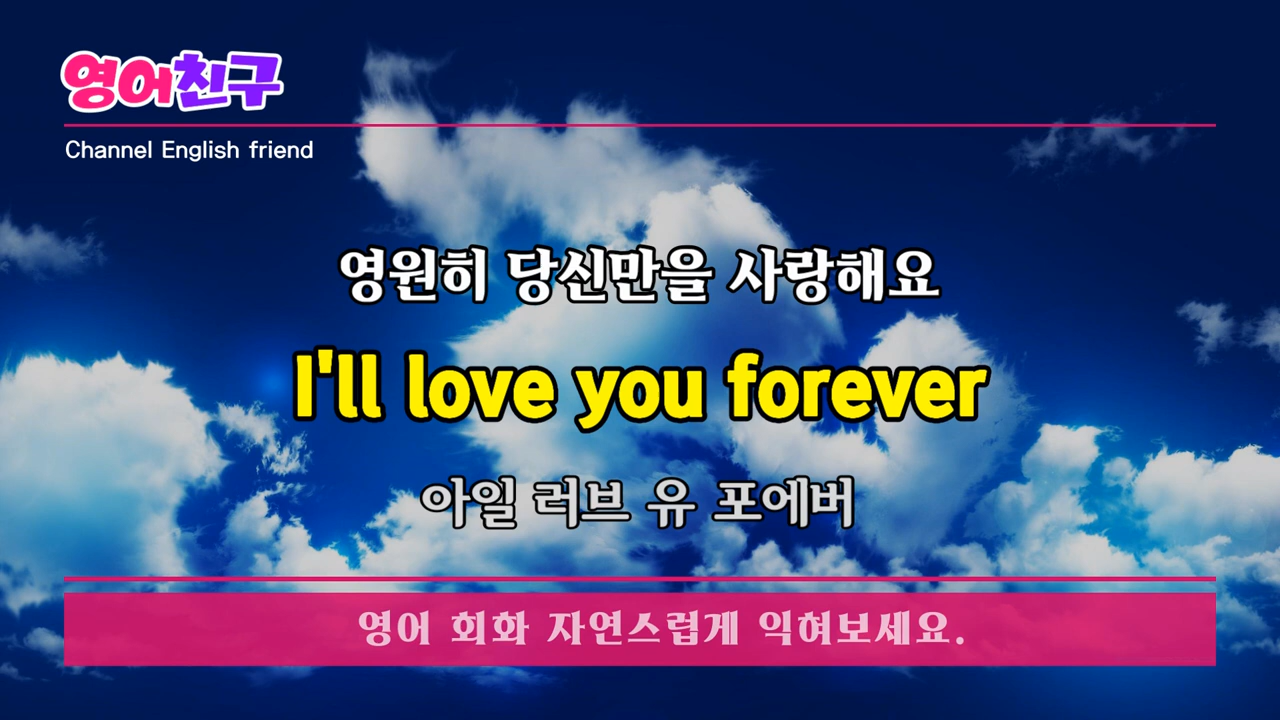 영어친구
Channel English friend
영원히 당신만을 사랑해요
I'll love you forever
아일 러브 유 포에버
영어 회화 자연스럽게 익혀보세요.